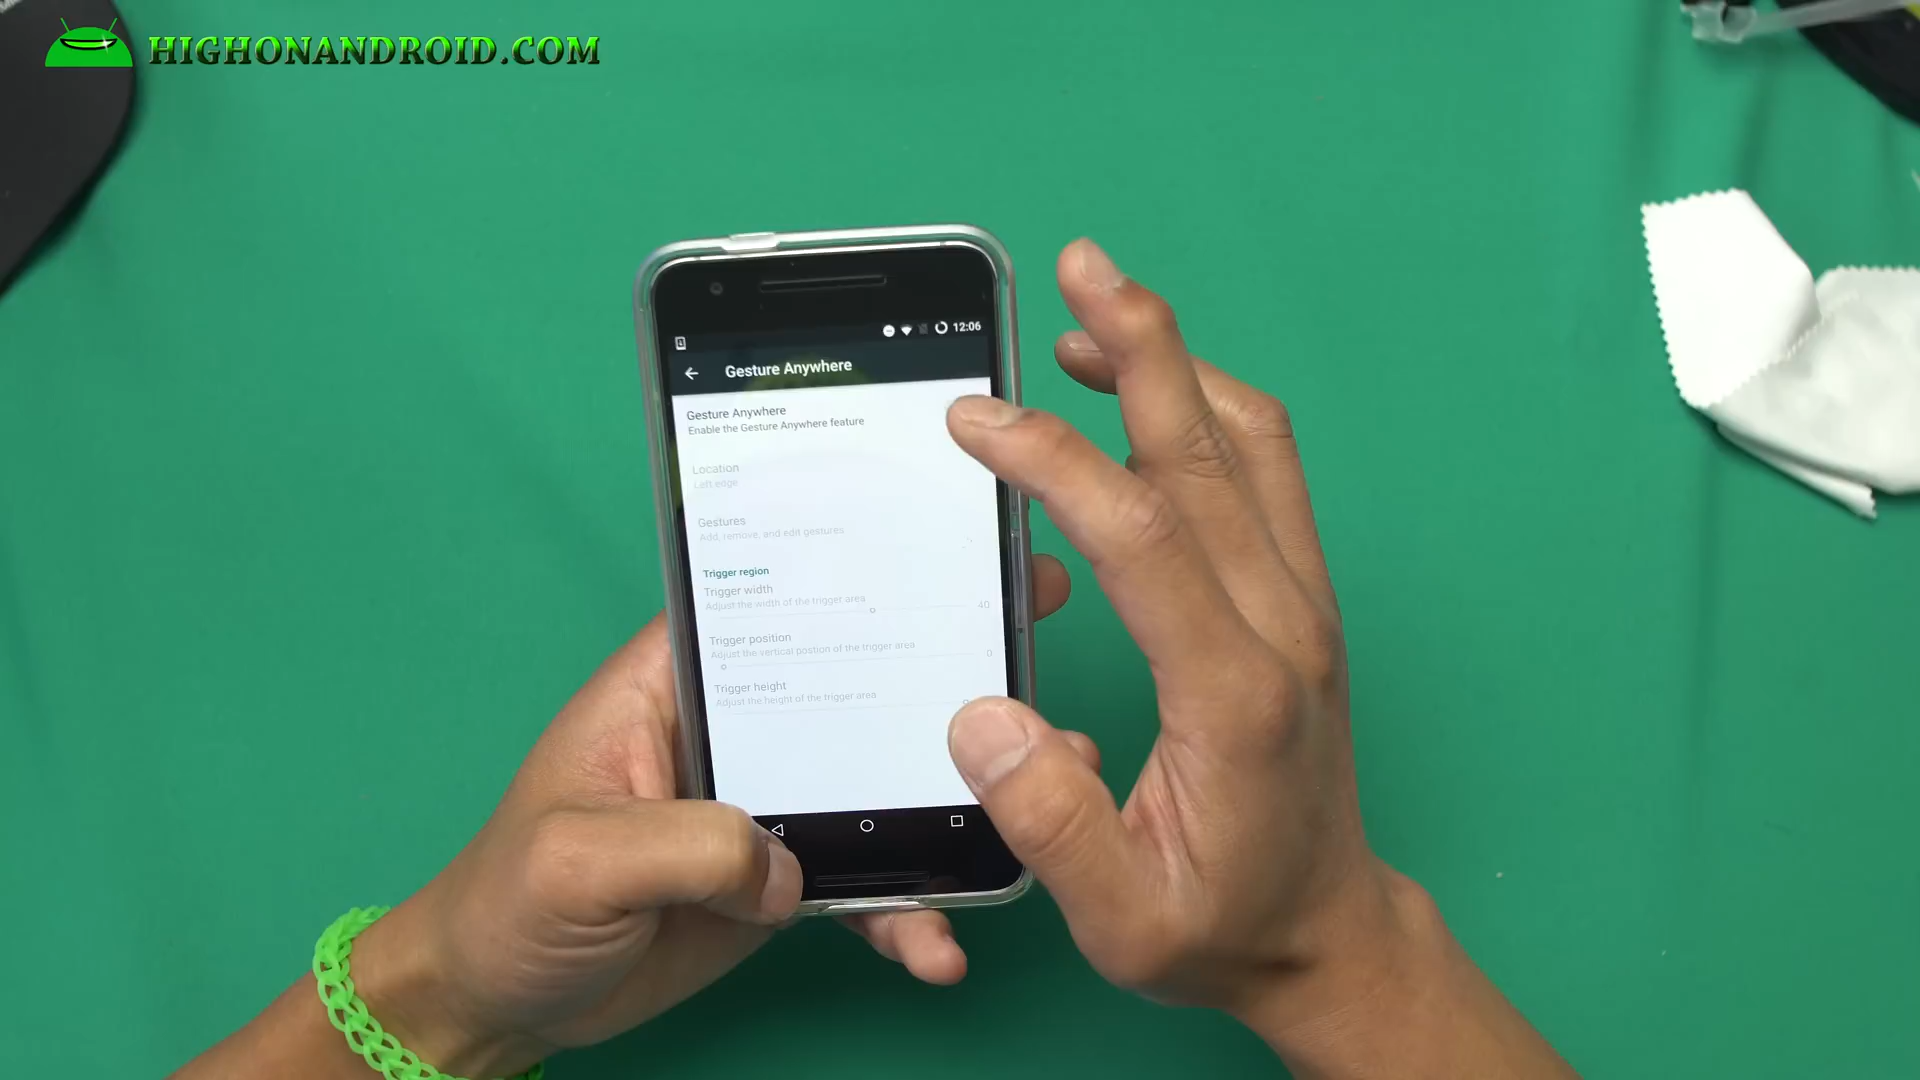 HIGHONANDROID.COM
12:06
Gesture Anywhere
Gesture Anywhere
Enable the Gesture Anywhere feature
Location
Left edge
Gestures
Add, remove, and edit gestures
Trigger region
Trigger width
Adjust the width of the trigger area
40
Trigger position
Adjust the vertical postion of the trigger area
0
Trigger height
Adjust the height of the trigger area